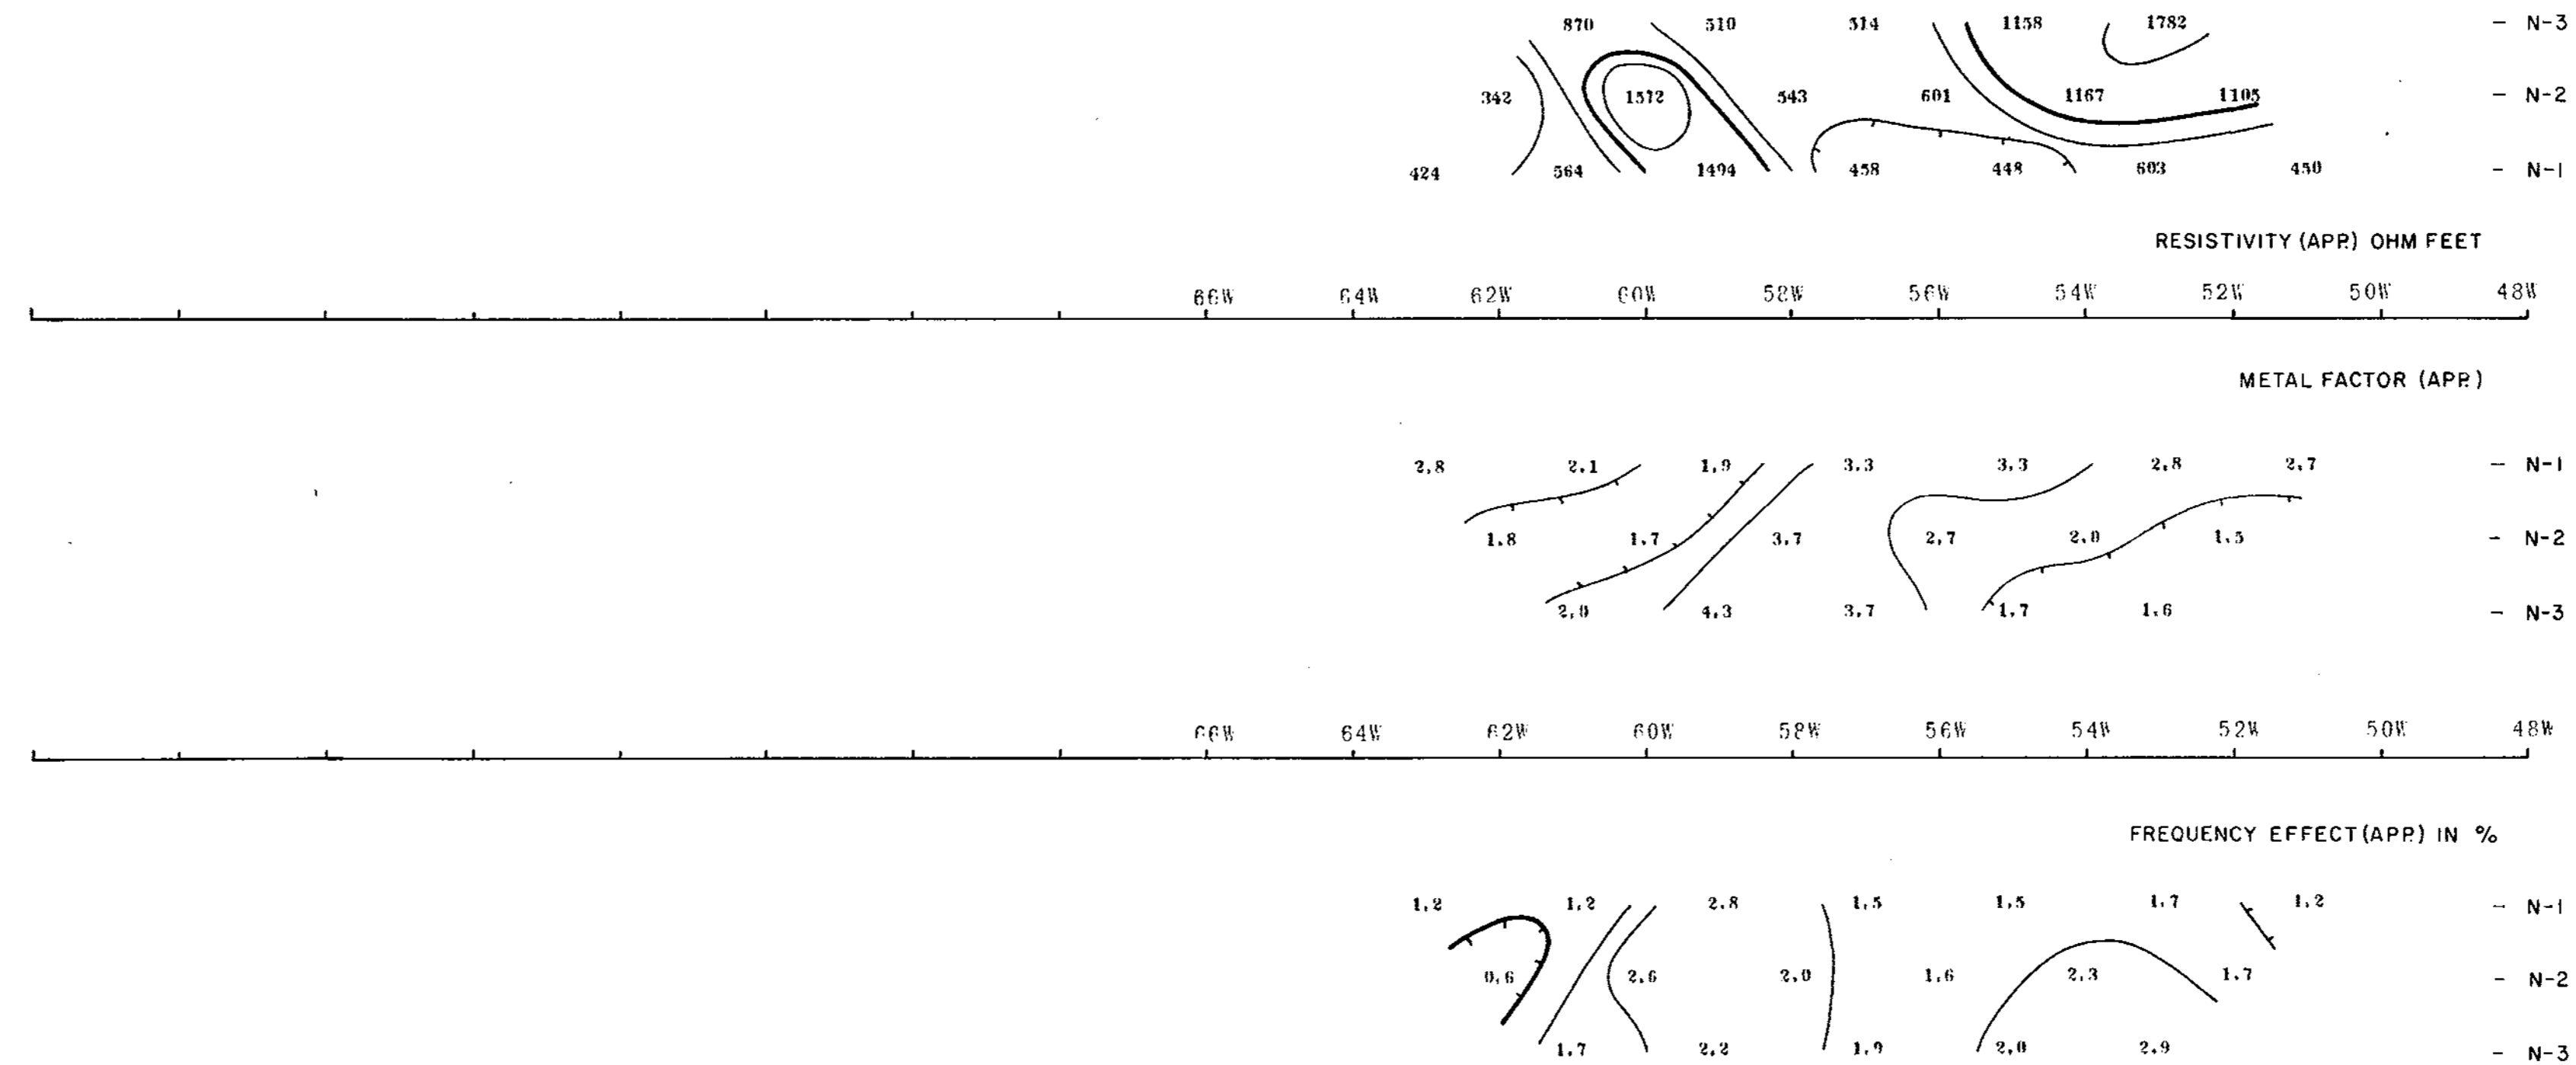 870 510 514 1158 1782 – N-3
342 1572 543 601 1167 1105 – N-2
424 564 1494 458 448 603 450 – N-1
RESISTIVITY (APP.) OHM FEET
66W 64W 62W 60W 58W 56W 54W 52W 50W 48W
METAL FACTOR (APP.)
2.8 2.1 1.9 3.3 3.3 2.8 2.7 – N-1
1.8 1.7 3.7 2.7 2.0 1.5 – N-2
2.0 4.3 3.7 1.7 1.6 – N-3
66W 64W 62W 60W 58W 56W 54W 52W 50W 48W
FREQUENCY EFFECT (APP.) IN %
1.2 1.2 2.8 1.5 1.5 1.7 1.2 – N-1
0.6 2.6 2.0 1.6 2.3 1.7 – N-2
1.7 2.2 1.9 2.0 2.9 – N-3